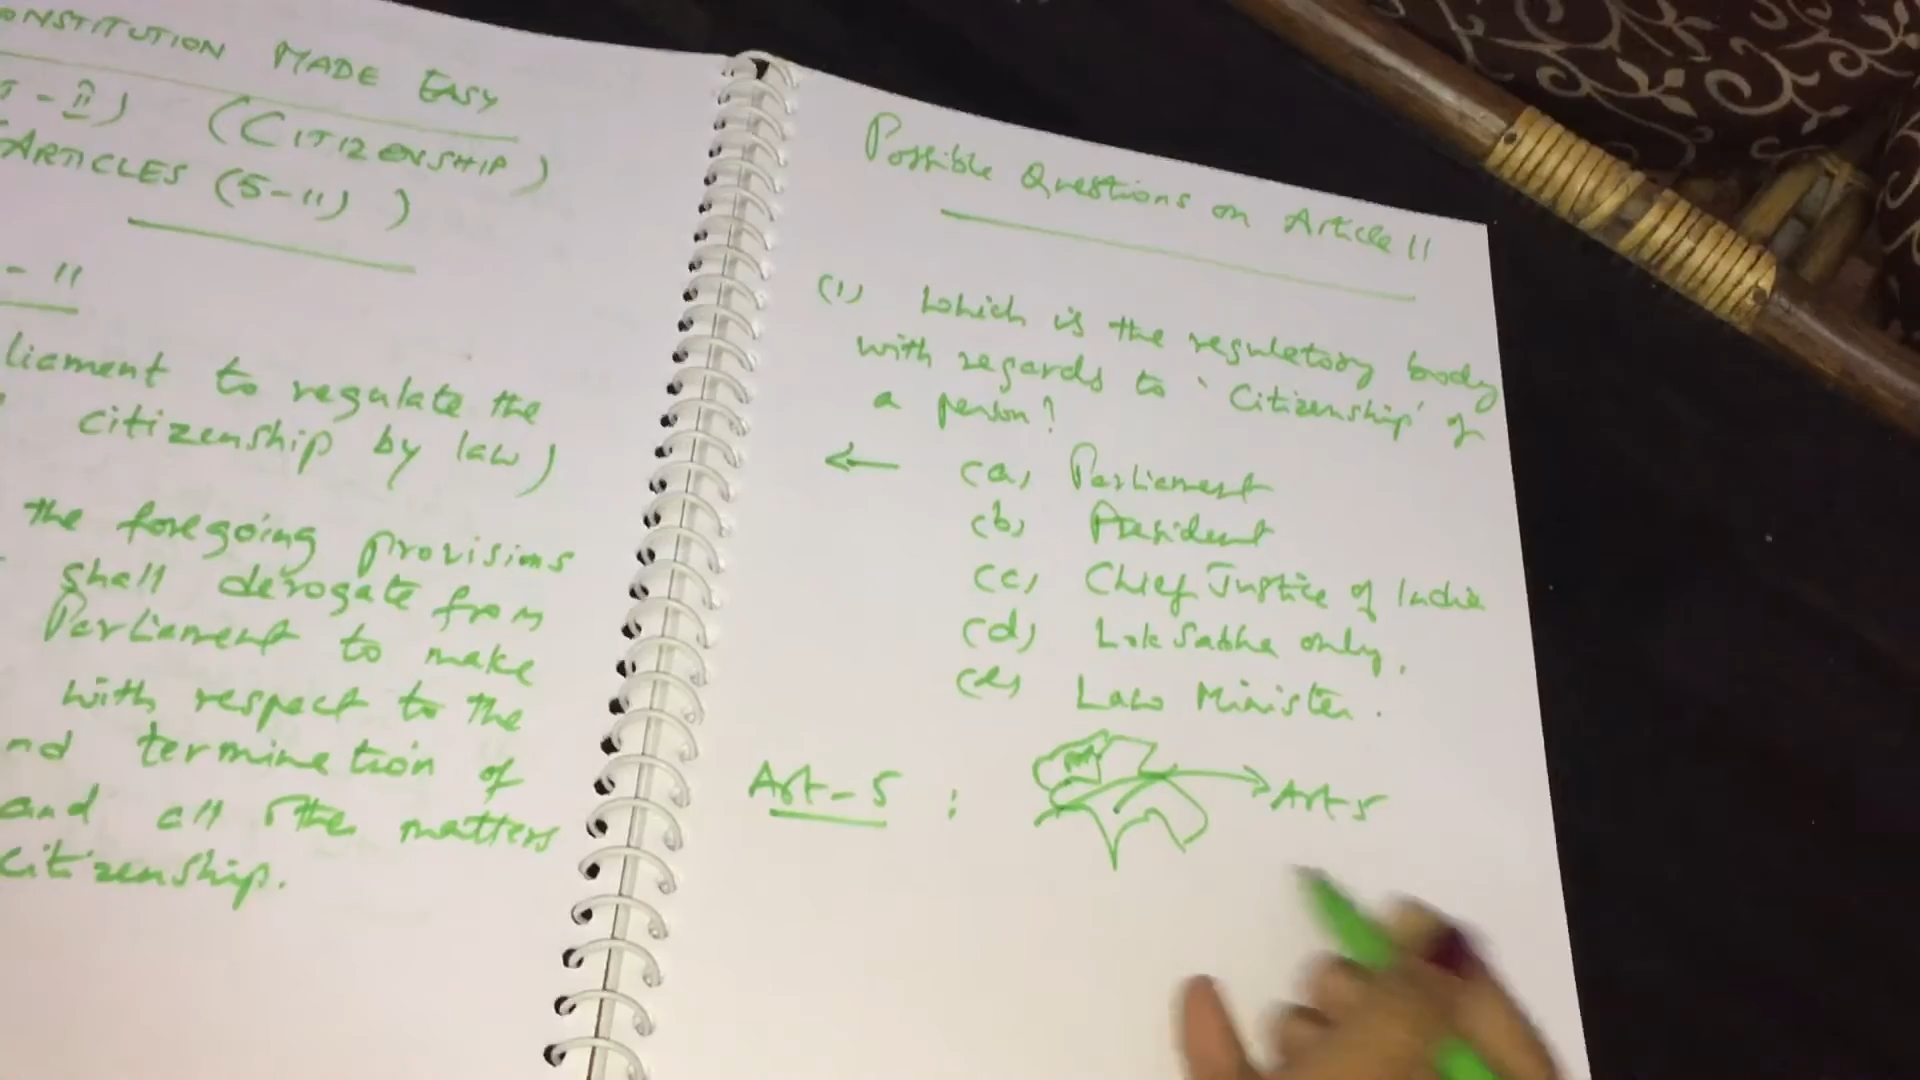 ONSTITUTION MADE EASY
- II) (CITIZENSHIP)
ARTICLES (5-11) )
- 11
liament to regulate the
citizenship by law)
the foregoing provisions
shall derogate from
Parliament to make
with respect to the
nd termination of
and all other matters
citizenship.
Possible Questions on Article 11
(1) Which is the regulatory body
with regards to 'Citizenship' of
a person?
← (a) Parliament
(b) President
(c) Chief Justice of India
(d) Lok Sabha only.
(e) Law Minister.
Art-5 : → Art 5